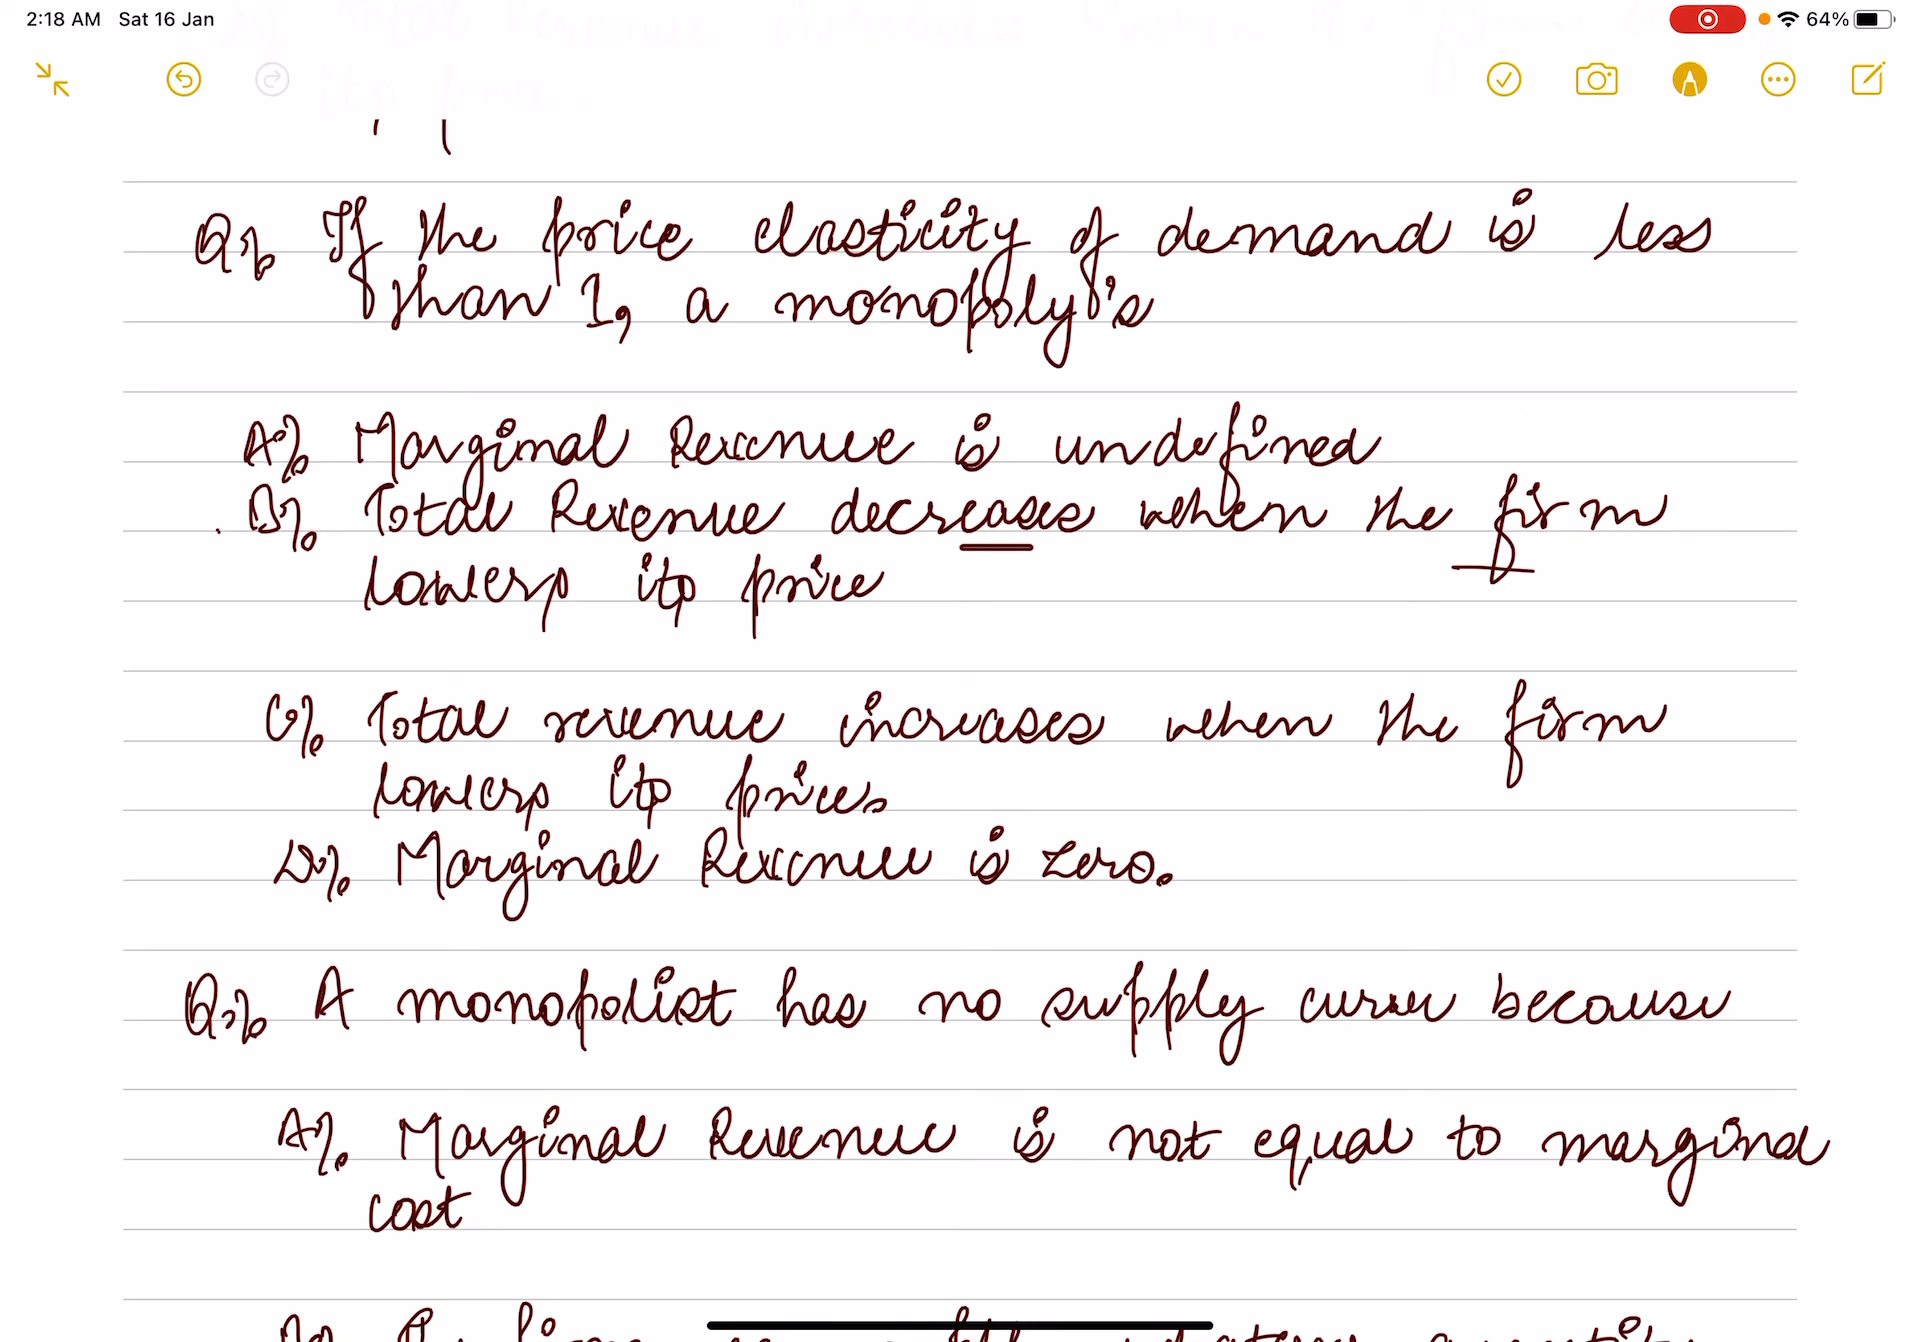 2:18 AM Sat 16 Jan 64%
Q. If the price elasticity of demand is less
than 1, a monopoly's
A. Marginal Revenue is undefined
B. Total Revenue decreases when the firm
lowers its price
C. Total revenue increases when the firm
lowers its price.
D. Marginal Revenue is zero.
Q. A monopolist has no supply curve because
A. Marginal Revenue is not equal to marginal
cost